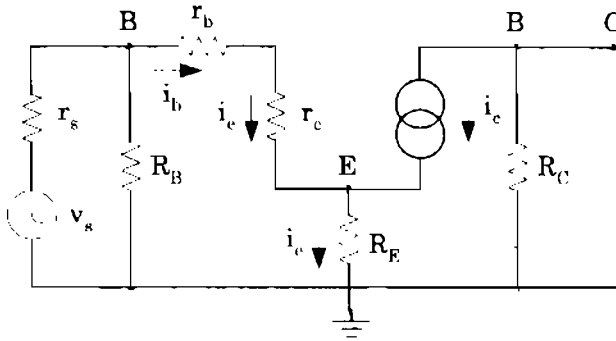 B r_b B C
i_b
r_s i_e r_e i_c
R_B E R_C
v_s
i_e R_E